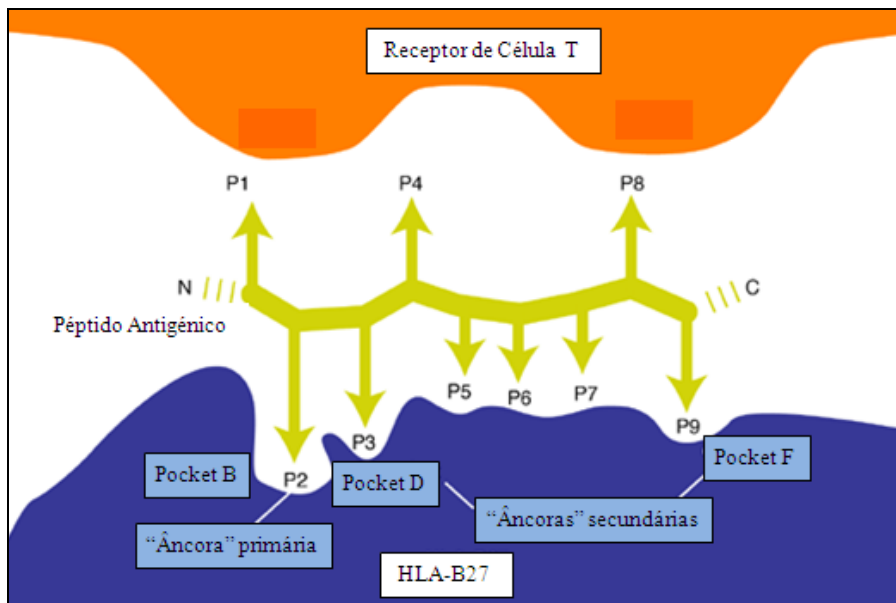 Receptor de Célula T
P1
P4
P8
N
C
Péptido Antigénico
P5
P6
P7
P3
P9
P2
Pocket B
Pocket D
Pocket F
“Âncora” primária
“Âncoras” secundárias
HLA-B27